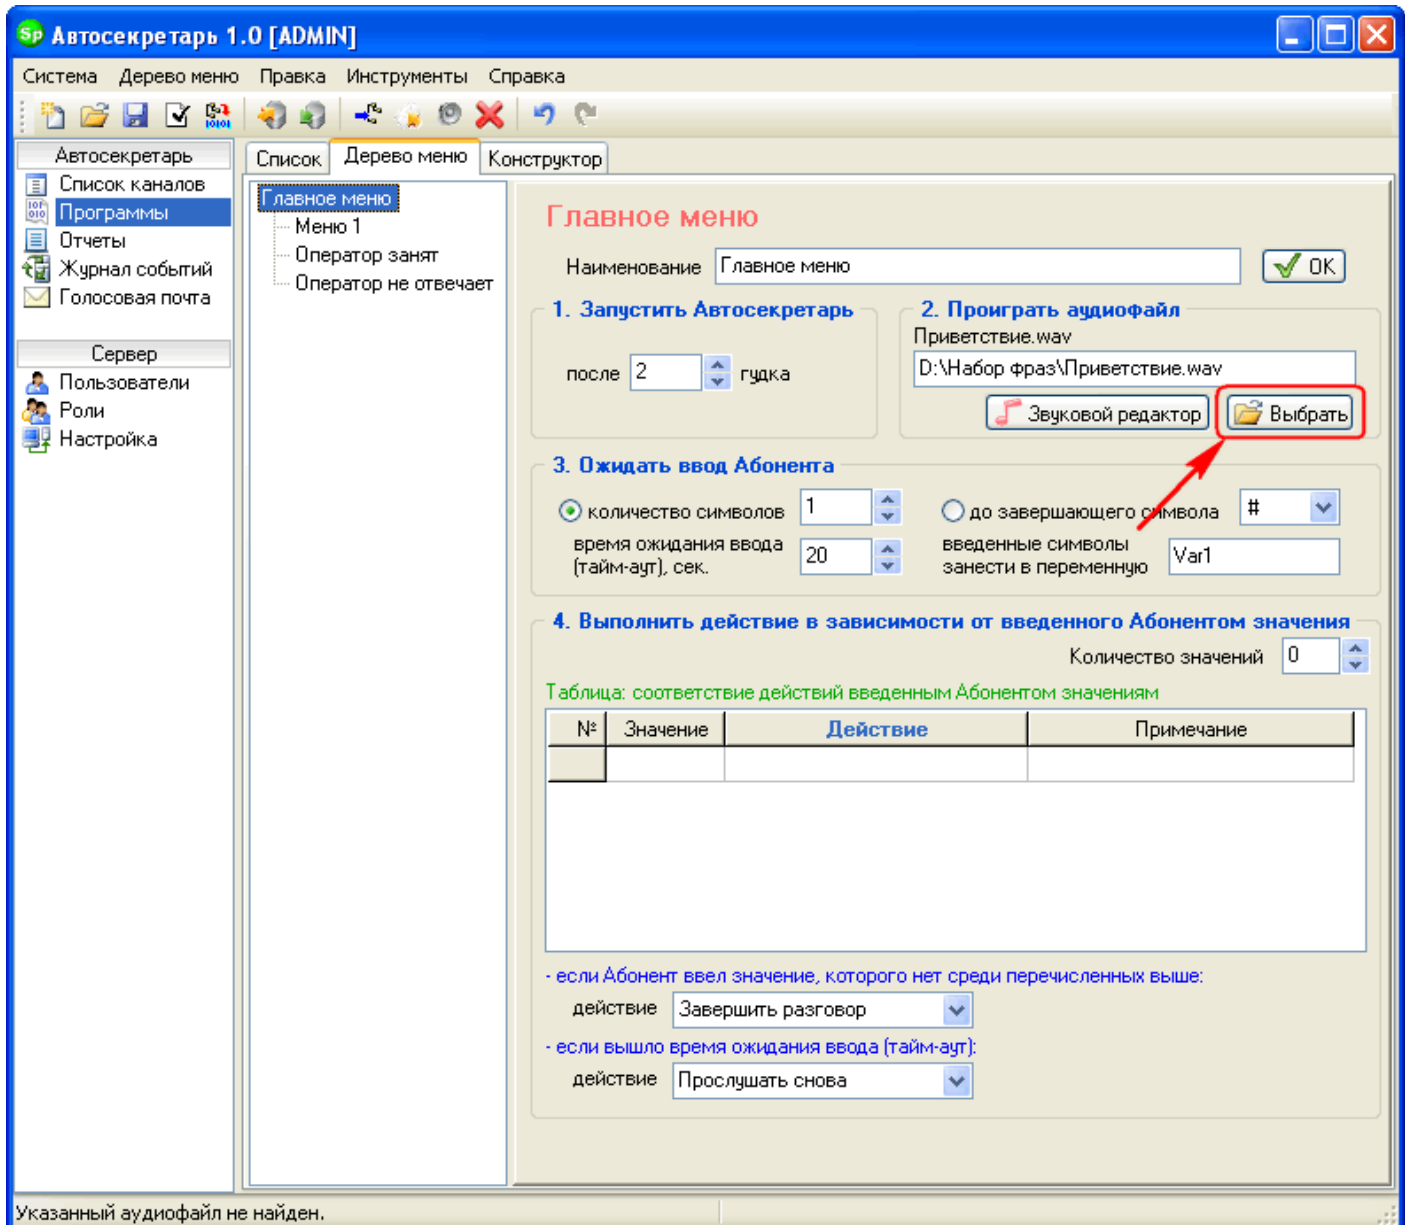 Sp Автосекретарь 1.0 [ADMIN]
Система Дерево меню Правка Инструменты Справка
Автосекретарь
Список каналов
Программы
Отчеты
Журнал событий
Голосовая почта
Сервер
Пользователи
Роли
Настройка
Список Дерево меню Конструктор
Главное меню
Меню 1
Оператор занят
Оператор не отвечает
Главное меню
Наименование Главное меню OK
1. Запустить Автосекретарь
после 2 гудка
2. Проиграть аудиофайл
Приветствие.wav
D:\Набор фраз\Приветствие.wav
Звуковой редактор Выбрать
3. Ожидать ввод Абонента
количество символов 1 до завершающего символа #
время ожидания ввода
(тайм-аут), сек. 20
введенные символы
занести в переменную Var1
4. Выполнить действие в зависимости от введенного Абонентом значения
Количество значений 0
Таблица: соответствие действий введенным Абонентом значениям
№ Значение Действие Примечание
- если Абонент ввел значение, которого нет среди перечисленных выше:
действие Завершить разговор
- если вышло время ожидания ввода (тайм-аут):
действие Прослушать снова
Указанный аудиофайл не найден.